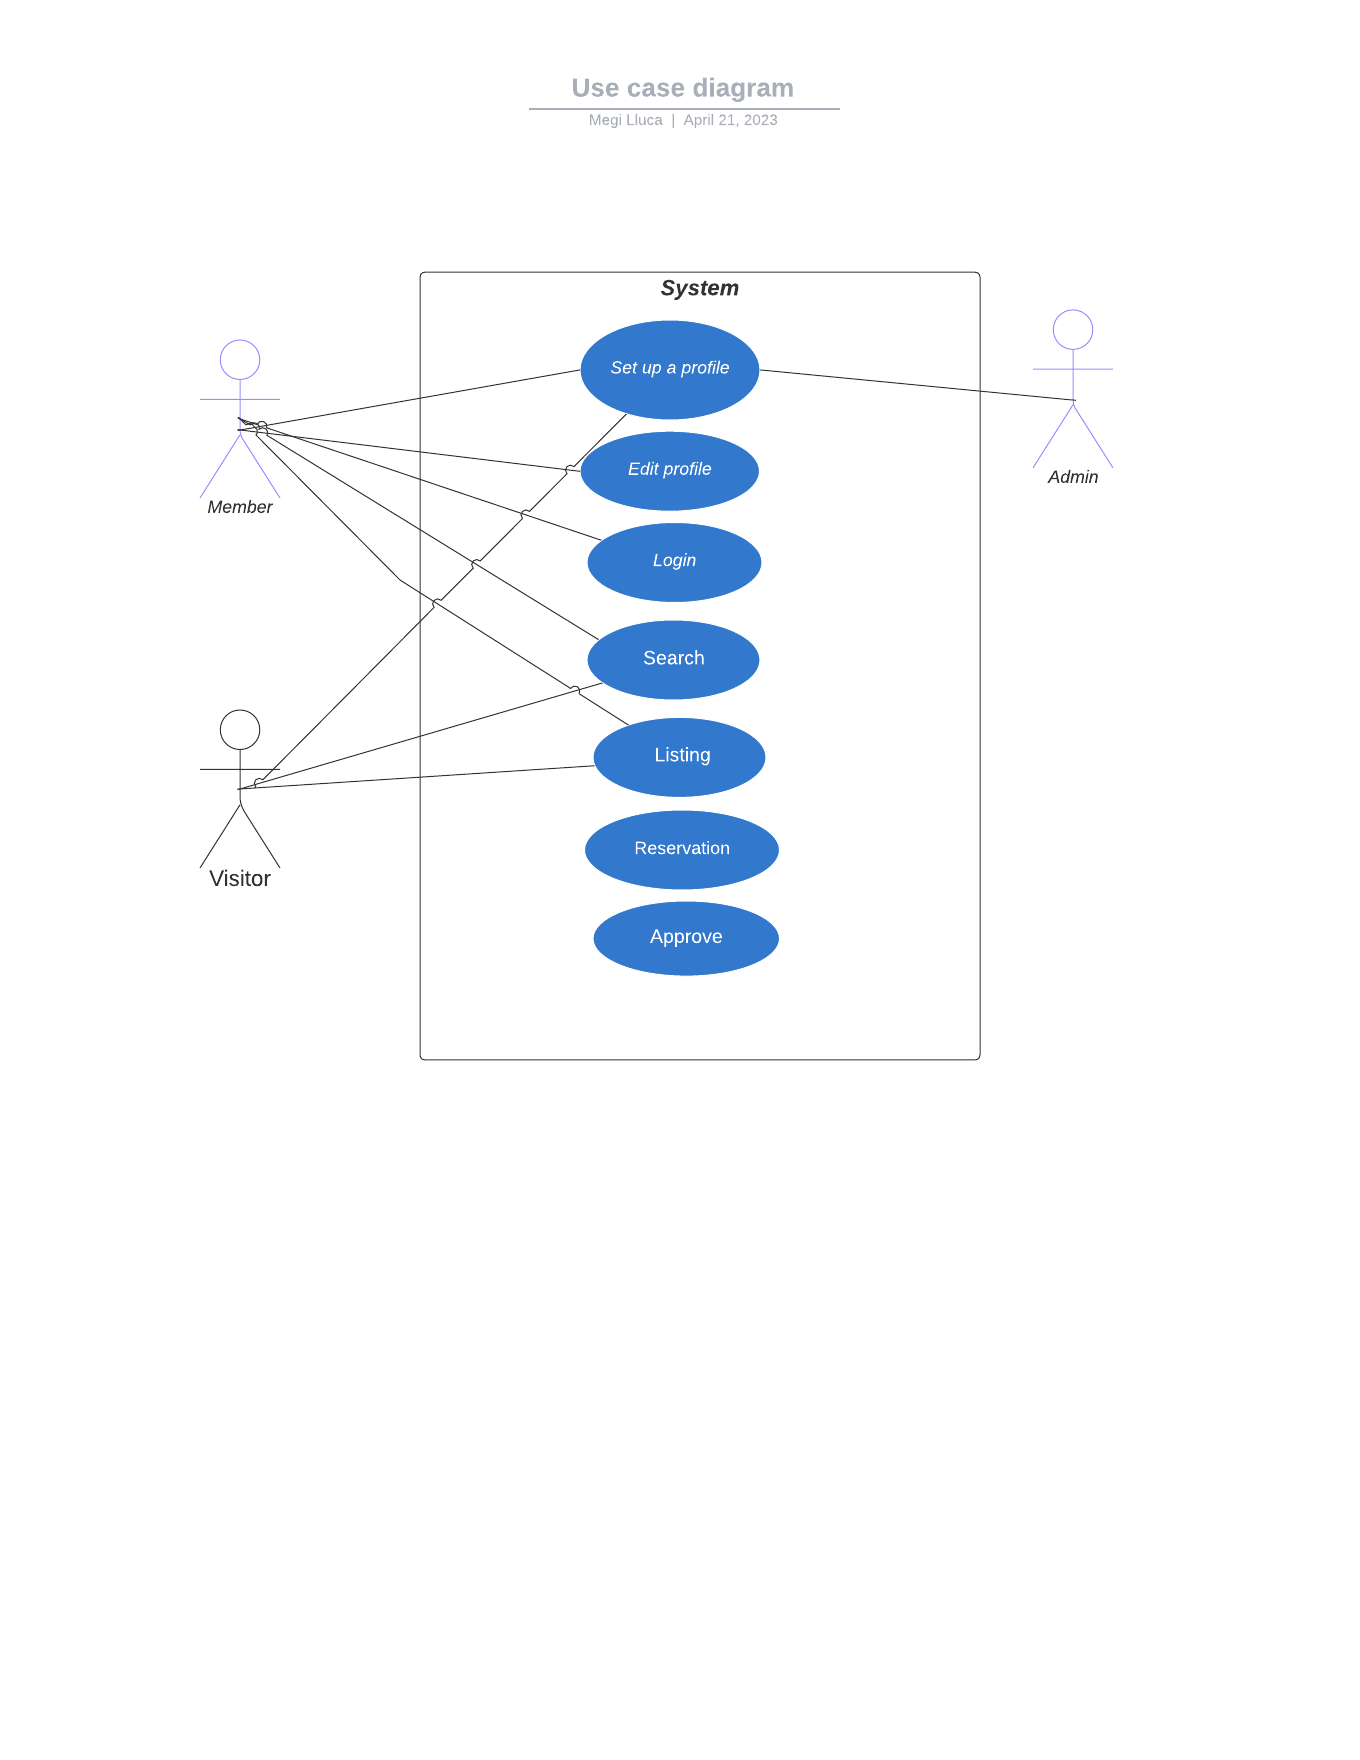 Use case diagram
Megi Lluca | April 21, 2023
System
Set up a profile
Edit profile
Login
Search
Listing
Reservation
Approve
Member
Visitor
Admin